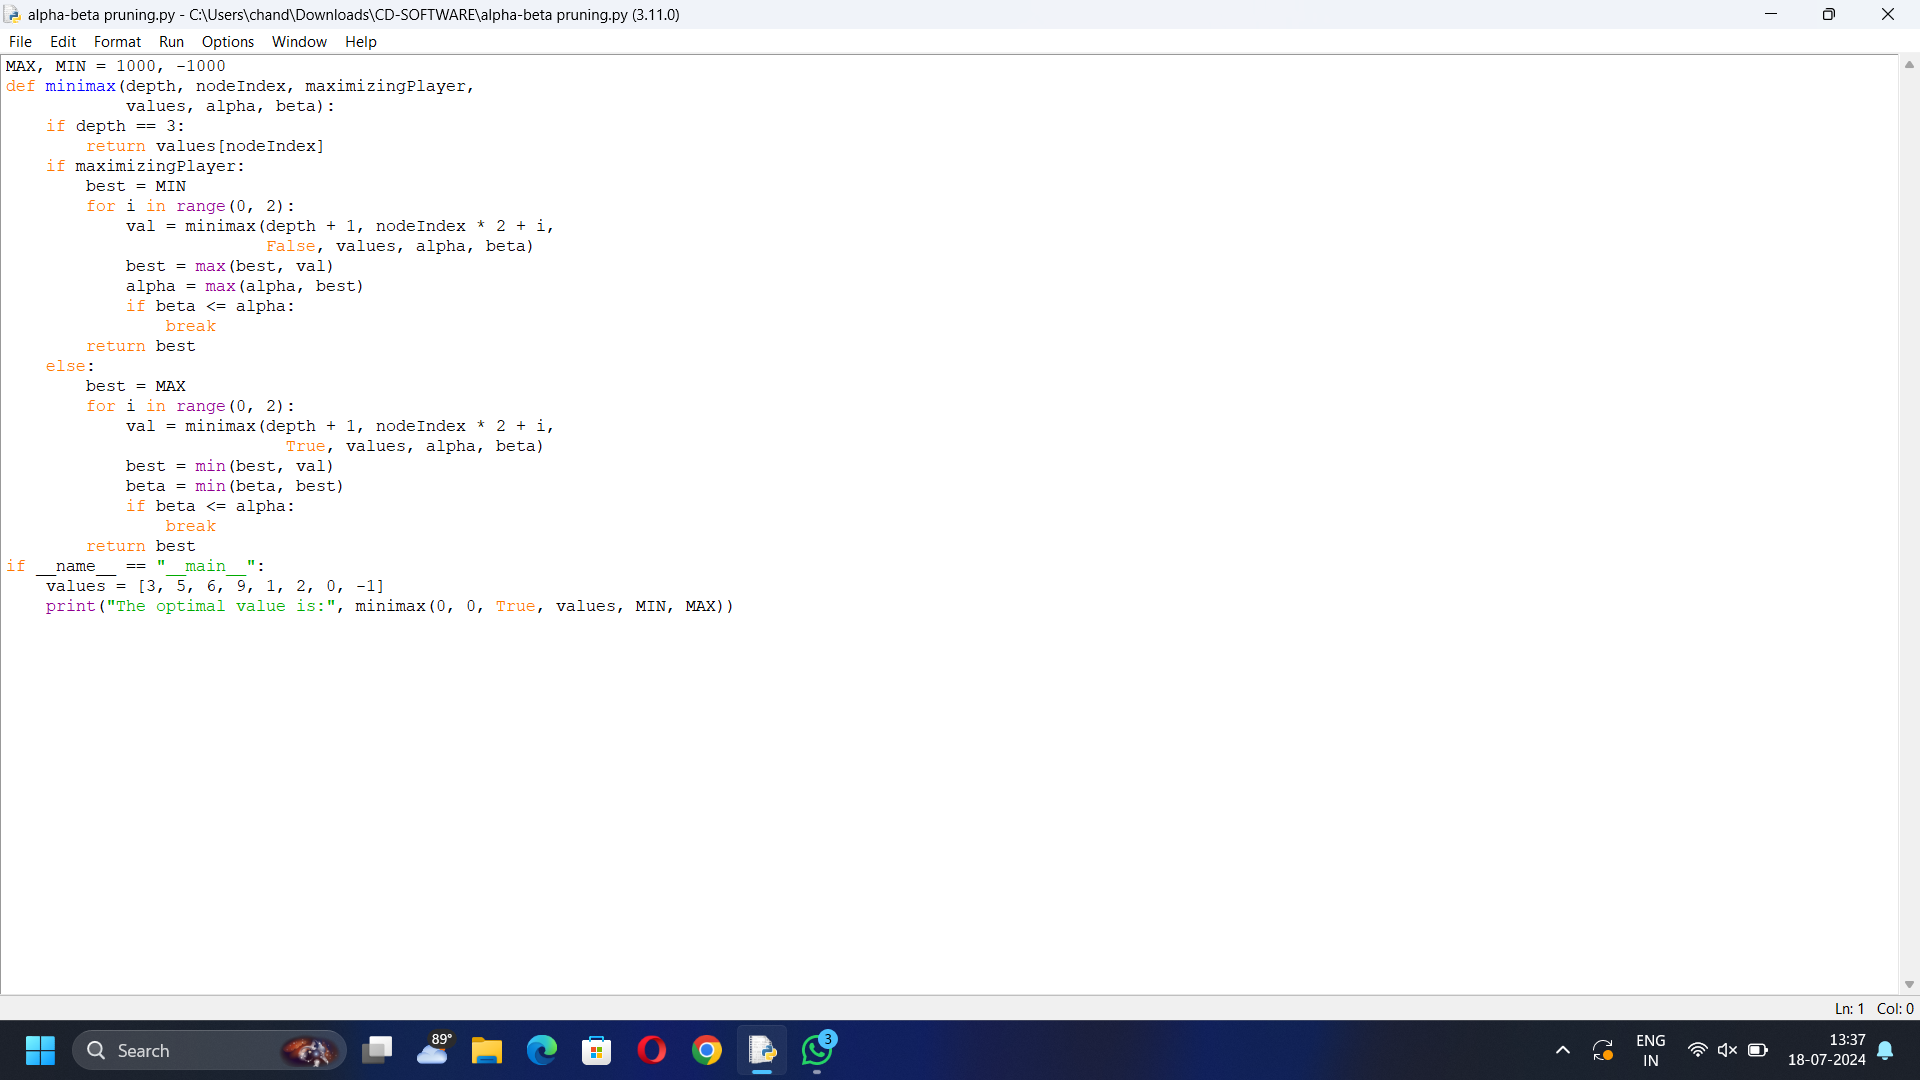 alpha-beta pruning.py - C:\Users\chand\Downloads\CD-SOFTWARE\alpha-beta pruning.py (3.11.0)
File Edit Format Run Options Window Help
MAX, MIN = 1000, -1000
def minimax(depth, nodeIndex, maximizingPlayer,
            values, alpha, beta):
    if depth == 3:
        return values[nodeIndex]
    if maximizingPlayer:
        best = MIN
        for i in range(0, 2):
            val = minimax(depth + 1, nodeIndex * 2 + i,
                          False, values, alpha, beta)
            best = max(best, val)
            alpha = max(alpha, best)
            if beta <= alpha:
                break
        return best
    else:
        best = MAX
        for i in range(0, 2):
            val = minimax(depth + 1, nodeIndex * 2 + i,
                            True, values, alpha, beta)
            best = min(best, val)
            beta = min(beta, best)
            if beta <= alpha:
                break
        return best
if __name__ == "__main__":
    values = [3, 5, 6, 9, 1, 2, 0, -1]
    print("The optimal value is:", minimax(0, 0, True, values, MIN, MAX))
Ln: 1 Col: 0
Search
89°
3
ENG
IN
13:37
18-07-2024